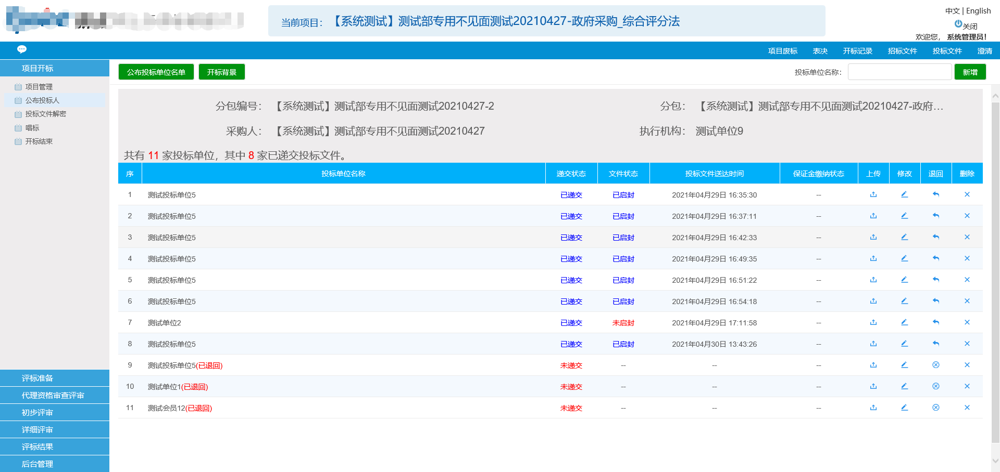 当前项目： 【系统测试】测试部专用不见面测试20210427-政府采购_综合评分法
中文 | English
关闭
欢迎您， 系统管理员！
项目废标 表决 开标记录 招标文件 投标文件 澄清
项目开标
项目管理
公布投标人
投标文件解密
唱标
开标结束
评标准备
代理资格审查评审
初步评审
详细评审
评标结果
后台管理
公布投标单位名单 开标背景 投标单位名称： 新增
分包编号： 【系统测试】测试部专用不见面测试20210427-2 分包： 【系统测试】测试部专用不见面测试20210427-政府…
采购人： 【系统测试】测试部专用不见面测试20210427 执行机构： 测试单位9
共有 11 家投标单位，其中 8 家已递交投标文件。
序 投标单位名称 递交状态 文件状态 投标文件送达时间 保证金缴纳状态 上传 修改 退回 删除
1 测试投标单位5 已递交 已启封 2021年04月29日 16:35:30 --
2 测试投标单位5 已递交 已启封 2021年04月29日 16:37:11 --
3 测试投标单位5 已递交 已启封 2021年04月29日 16:42:33 --
4 测试投标单位5 已递交 已启封 2021年04月29日 16:49:35 --
5 测试投标单位5 已递交 已启封 2021年04月29日 16:51:22 --
6 测试投标单位5 已递交 已启封 2021年04月29日 16:54:18 --
7 测试单位2 已递交 未启封 2021年04月29日 17:11:58 --
8 测试投标单位5 已递交 已启封 2021年04月30日 13:43:26 --
9 测试投标单位5(已退回) 未递交 -- -- --
10 测试单位1(已退回) 未递交 -- -- --
11 测试会员12(已退回) 未递交 -- -- --